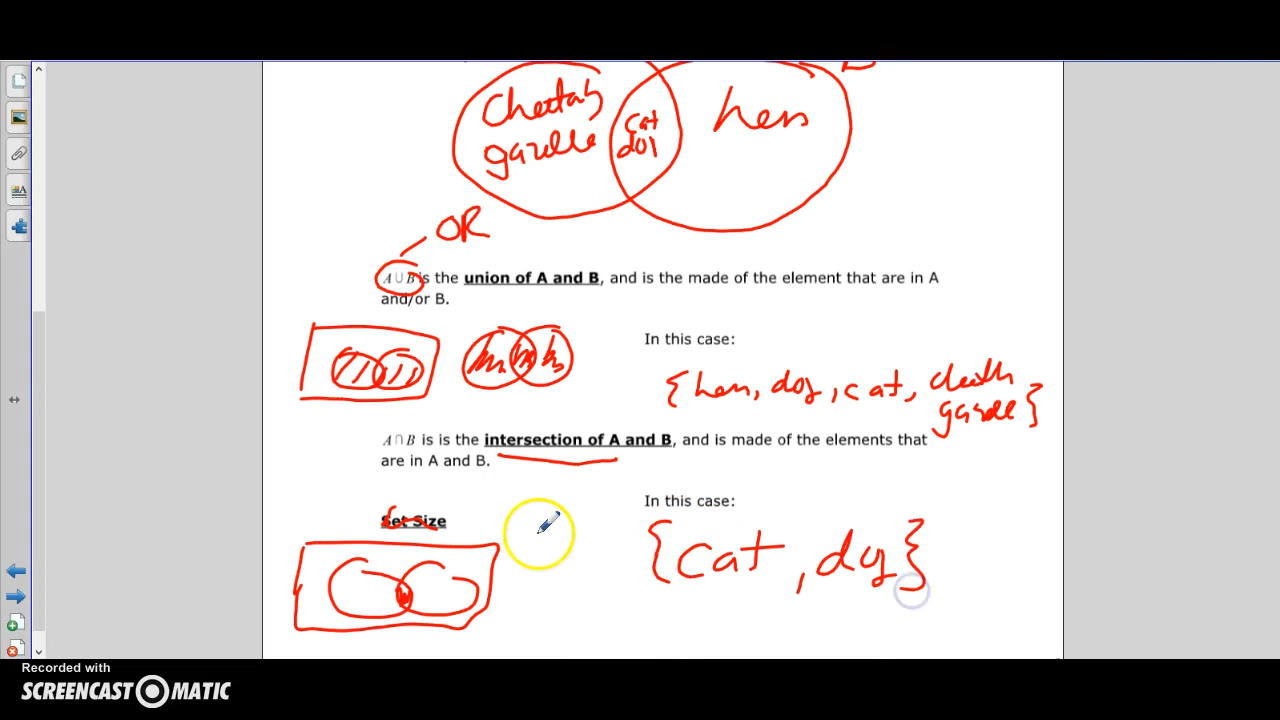 Cheetah
gazelle
cat
dog
hen
OR
A∪B is the union of A and B, and is the made of the element that are in A
and/or B.
In this case:
{hen, dog, cat, cheetah
gazelle}
A∩B is is the intersection of A and B, and is made of the elements that
are in A and B.
In this case:
Set Size
{cat, dog}
Recorded with
SCREENCAST O MATIC